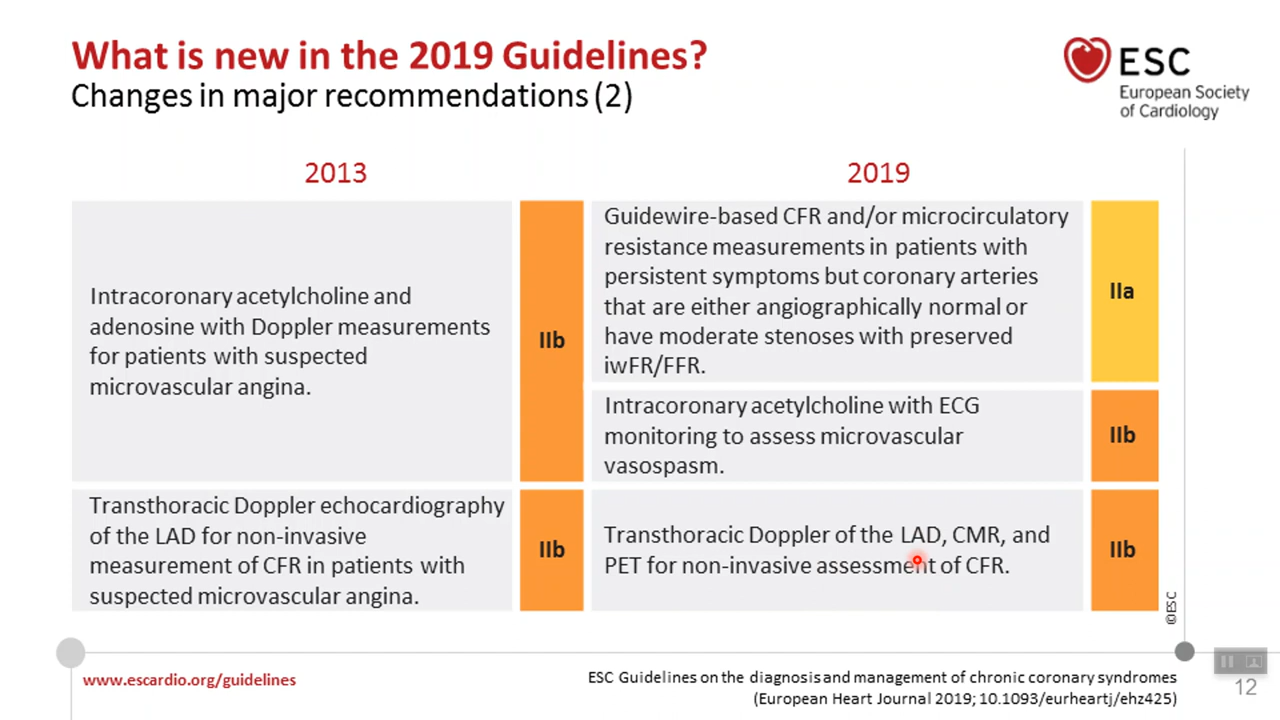 What is new in the 2019 Guidelines?
Changes in major recommendations (2)
ESC
European Society
of Cardiology
2013
2019
Intracoronary acetylcholine and
adenosine with Doppler measurements
for patients with suspected
microvascular angina.
IIb
Guidewire-based CFR and/or microcirculatory
resistance measurements in patients with
persistent symptoms but coronary arteries
that are either angiographically normal or
have moderate stenoses with preserved
iwFR/FFR.
IIa
Intracoronary acetylcholine with ECG
monitoring to assess microvascular
vasospasm.
IIb
Transthoracic Doppler echocardiography
of the LAD for non-invasive
measurement of CFR in patients with
suspected microvascular angina.
IIb
Transthoracic Doppler of the LAD, CMR, and
PET for non-invasive assessment of CFR.
IIb
©ESC
www.escardio.org/guidelines
ESC Guidelines on the diagnosis and management of chronic coronary syndromes
(European Heart Journal 2019; 10.1093/eurheartj/ehz425)
12